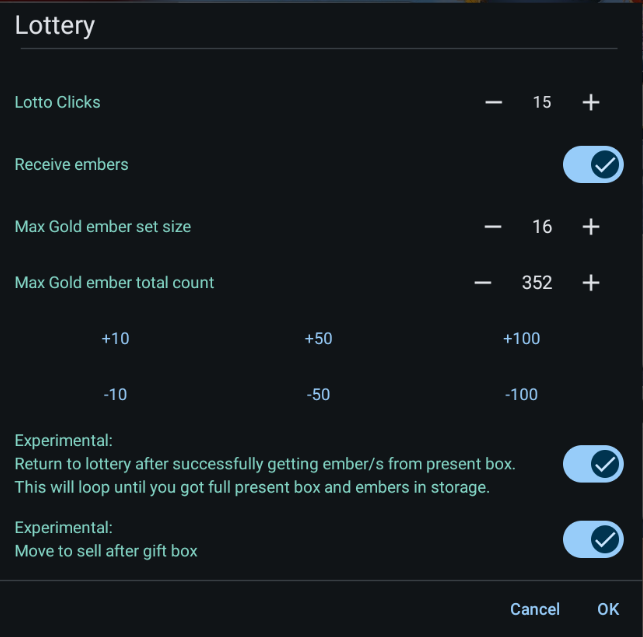 Lottery
Lotto Clicks — 15 +
Receive embers
Max Gold ember set size — 16 +
Max Gold ember total count — 352 +
+10 +50 +100
-10 -50 -100
Experimental:
Return to lottery after successfully getting ember/s from present box.
This will loop until you got full present box and embers in storage.
Experimental:
Move to sell after gift box
Cancel OK